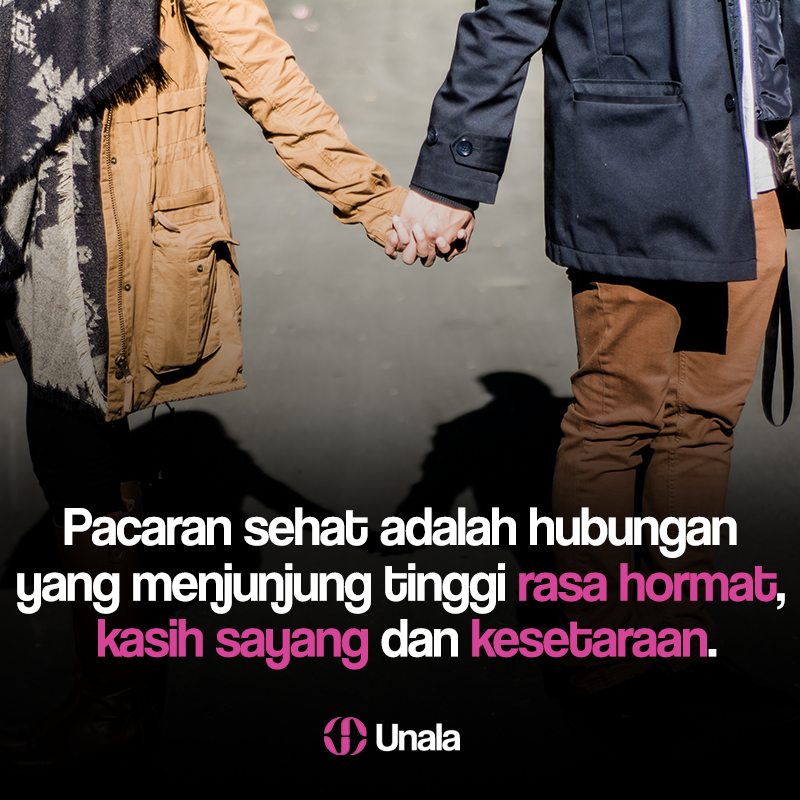 Pacaran sehat adalah hubungan
yang menjunjung tinggi rasa hormat,
kasih sayang dan kesetaraan.
Unala